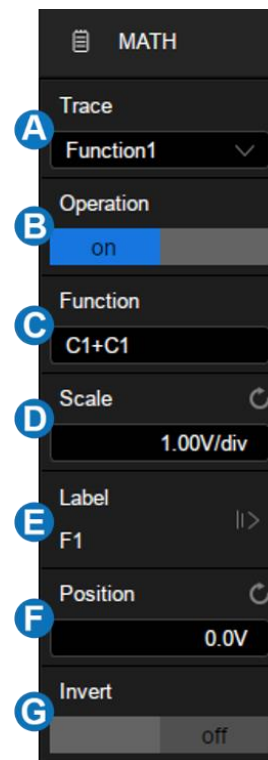 MATH
Trace
A
Function1
Operation
B
on
Function
C
C1+C1
Scale
D
1.00V/div
Label
E
F1
Position
F
0.0V
Invert
G
off